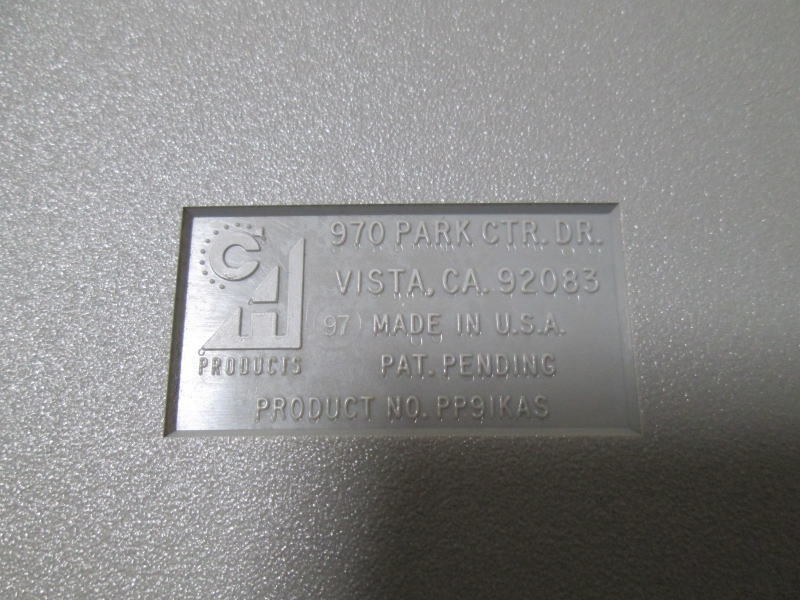 CH
PRODUCTS
970 PARK CTR. DR.
VISTA, CA. 92083
97 MADE IN U.S.A.
PAT. PENDING
PRODUCT NO. PP91KAS